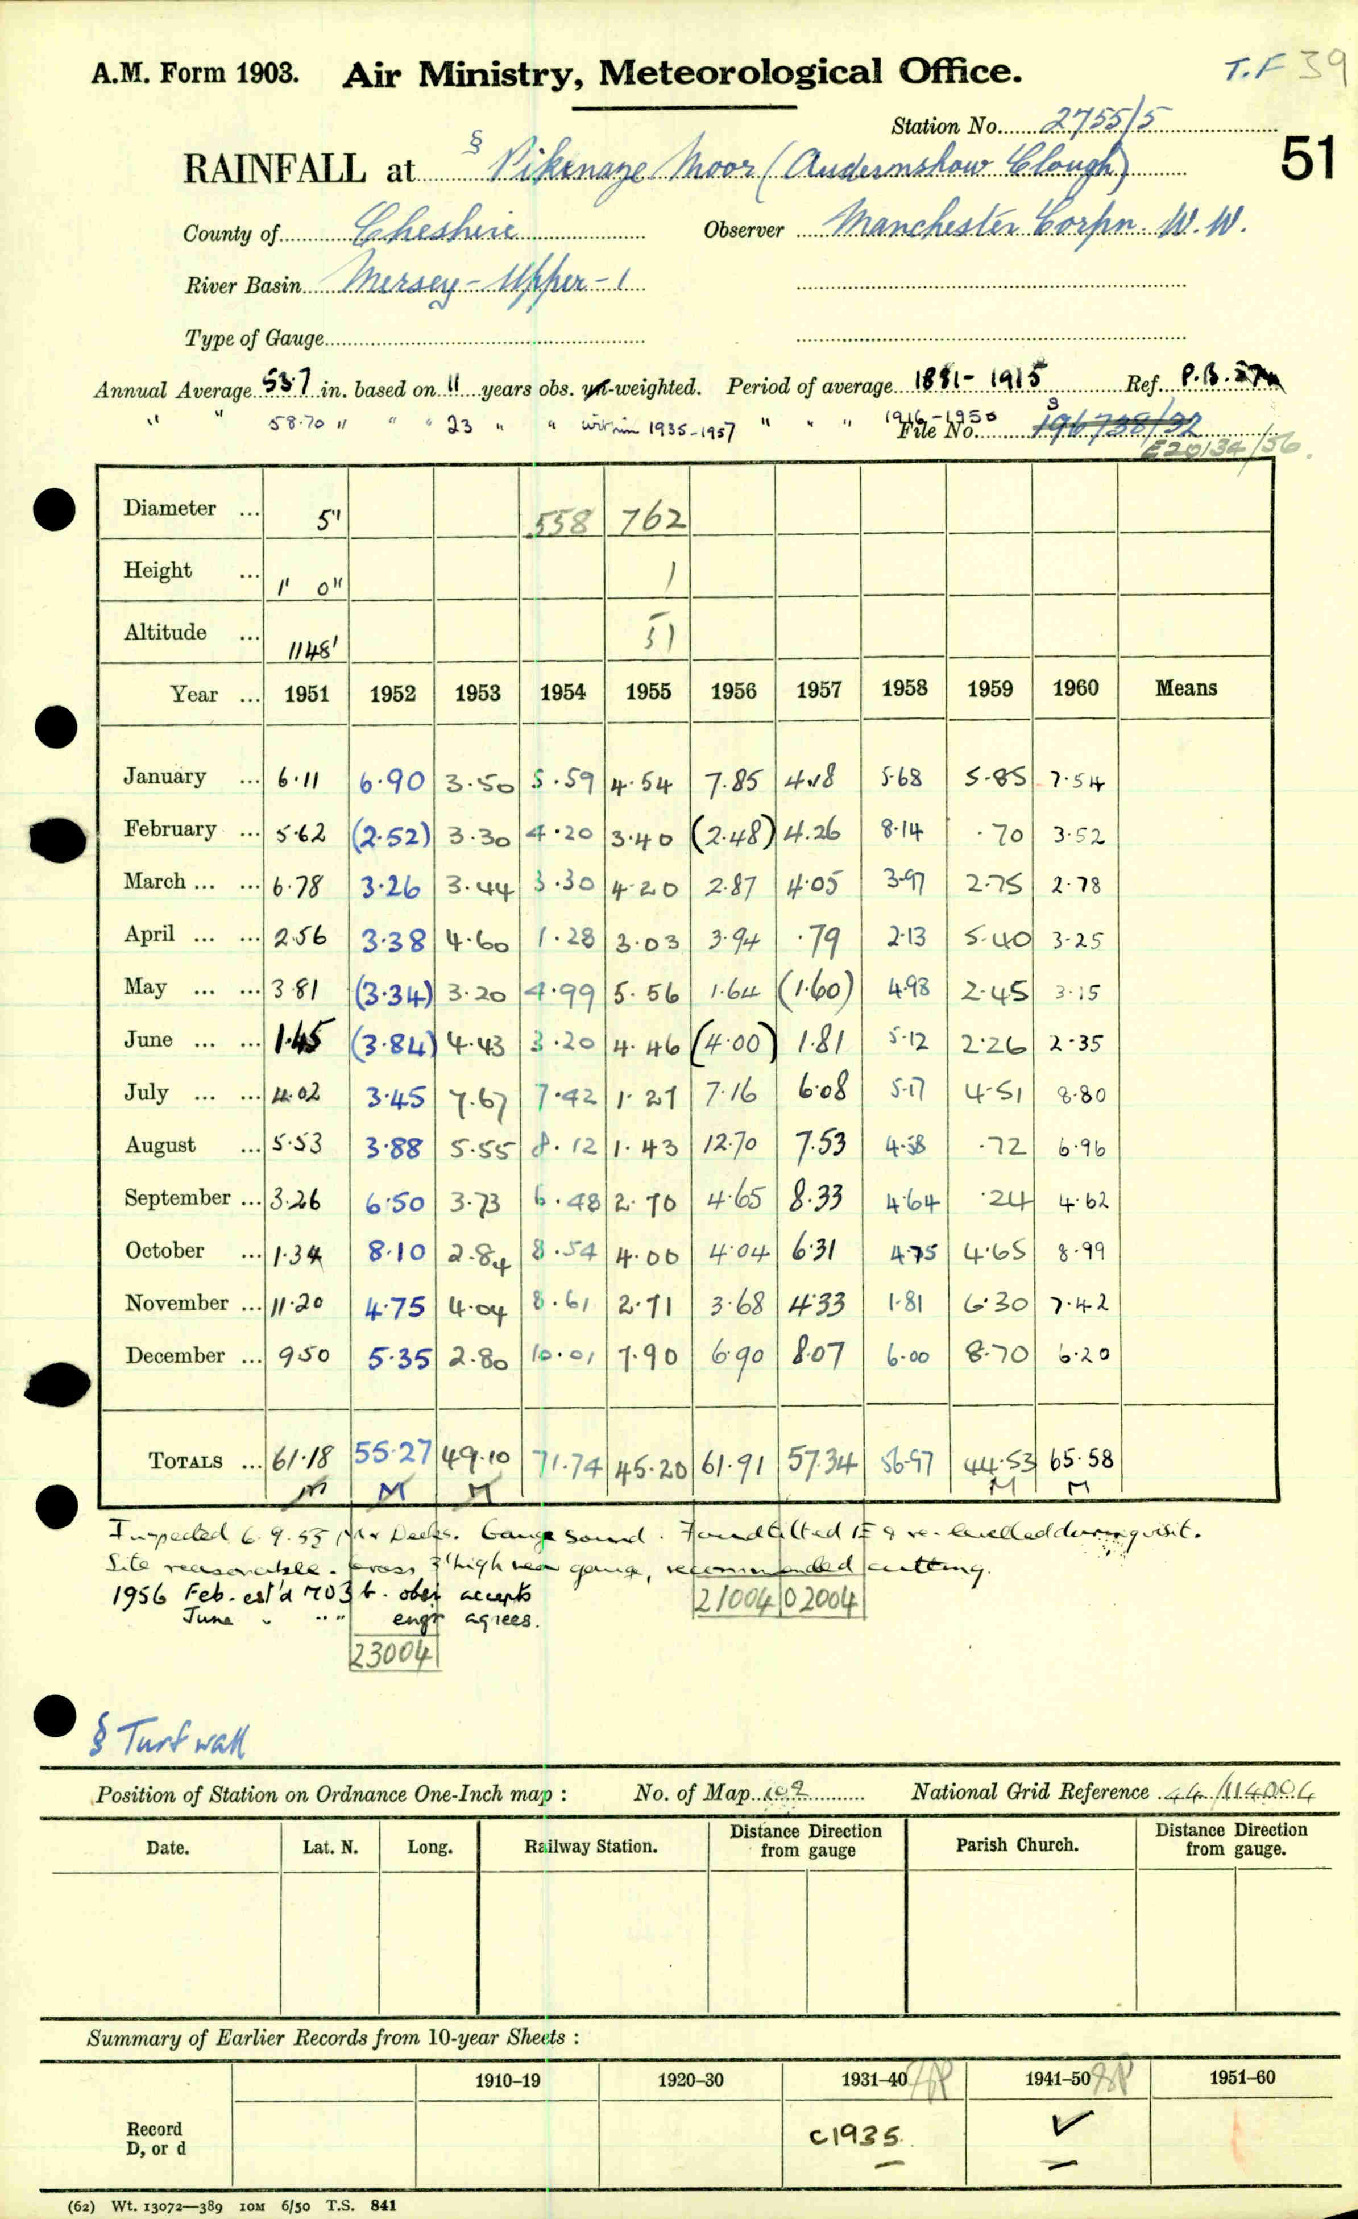 A.M. Form 1903. Air Ministry, Meteorological Office. T.F 39
Station No. 2755/5
51
RAINFALL at § Pikenaze Moor (Audernshow Clough)
County of Cheshire Observer Manchester Corpn. W.W.
River Basin Mersey - Upper - 1
Type of Gauge
Annual Average 53.7 in. based on 11 years obs. un-weighted. Period of average 1881-1915 Ref. P.B.
" " 58.70 " " " 23 " " within 1935-1957 " " " 1916-1950 File No. 196738/32
E20134/56.
Diameter ... 5" 558 762
Height ... 1' 0" 1
Altitude ... 1148' 51
Year ... 1951 1952 1953 1954 1955 1956 1957 1958 1959 1960 Means
January ... 6.11 6.90 3.50 5.59 4.54 7.85 4.18 5.68 5.85 7.54
February ... 5.62 (2.52) 3.30 4.20 3.40 (2.48) 4.26 8.14 .70 3.52
March ... ... 6.78 3.26 3.44 3.30 4.20 2.87 4.05 3.97 2.75 2.78
April ... ... 2.56 3.38 4.60 1.28 3.03 3.94 .79 2.13 5.40 3.25
May ... ... 3.81 (3.34) 3.20 4.99 5.56 1.64 (1.60) 4.98 2.45 3.15
June ... ... 1.45 (3.84) 4.43 3.20 4.46 (4.00) 1.81 5.12 2.26 2.35
July ... ... 4.02 3.45 7.67 7.42 1.27 7.16 6.08 5.17 4.51 8.80
August ... 5.53 3.88 5.55 8.12 1.43 12.70 7.53 4.58 .72 6.96
September ... 3.26 6.50 3.73 6.48 2.70 4.65 8.33 4.64 .24 4.62
October ... 1.34 8.10 2.84 8.54 4.00 4.04 6.31 4.75 4.65 8.99
November ... 11.20 4.75 4.04 8.61 2.71 3.68 4.33 1.81 6.30 7.42
December ... 9.50 5.35 2.80 10.01 7.90 6.90 8.07 6.00 8.70 6.20
TOTALS ... 61.18 55.27 49.10 71.74 45.20 61.91 57.34 56.97 44.53 65.58
M M M M M
Inspected 6.9.55 Mr Deeks. Gauge sound. Found tilted 1E & re-levelled during visit.
Site reasonable. grass 3" high near gauge, recommended cutting.
1956 Feb. est'd 703 b. obsr accepts 21004 02004
June " " " engr agrees.
23004
§ Turf wall
Position of Station on Ordnance One-Inch map : No. of Map 102 National Grid Reference 44/114004
Date. Lat. N. Long. Railway Station. Distance Direction from gauge Parish Church. Distance Direction from gauge.
Summary of Earlier Records from 10-year Sheets :
1910-19 1920-30 1931-40 1941-50 1951-60
Record D, or d c1935 ✓
(62) Wt. 13072—389 10M 6/50 T.S. 841